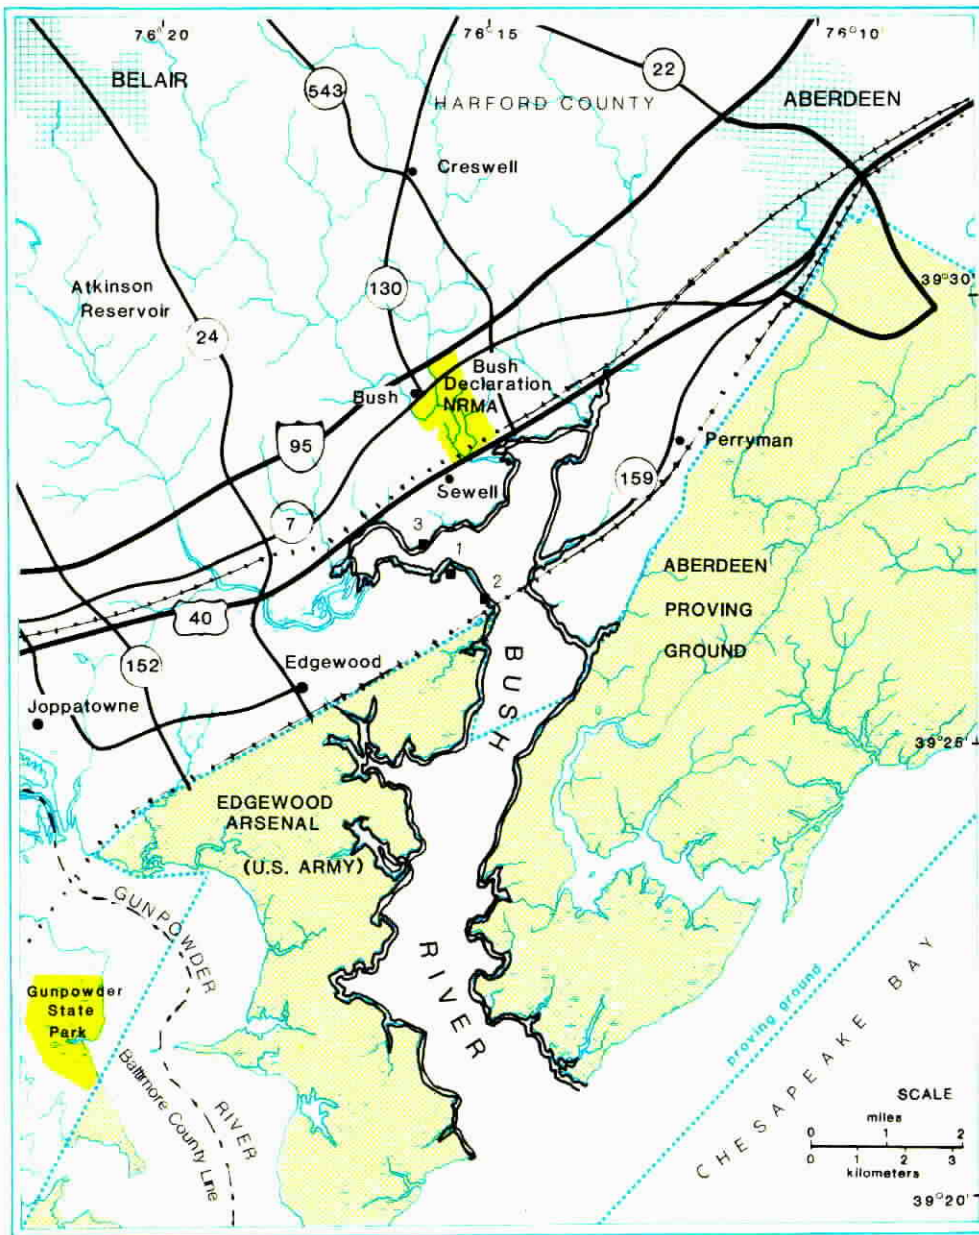 76°20
76°15
76°10'
BELAIR
543
22
HARFORD COUNTY
ABERDEEN
Creswell
39°30'
Atkinson
Reservoir
130
24
Bush
Declaration
NRMA
Bush
95
Perryman
159
Sewell
7
3
1
2
40
ABERDEEN
PROVING
GROUND
152
Edgewood
Joppatowne
39°25'
BUSH
RIVER
EDGEWOOD
ARSENAL
(U.S. ARMY)
GUNPOWDER
RIVER
Gunpowder
State
Park
Baltimore County Line
proving ground
CHESAPEAKE BAY
SCALE
miles
0 1 2
0 1 2 3
kilometers
39°20'